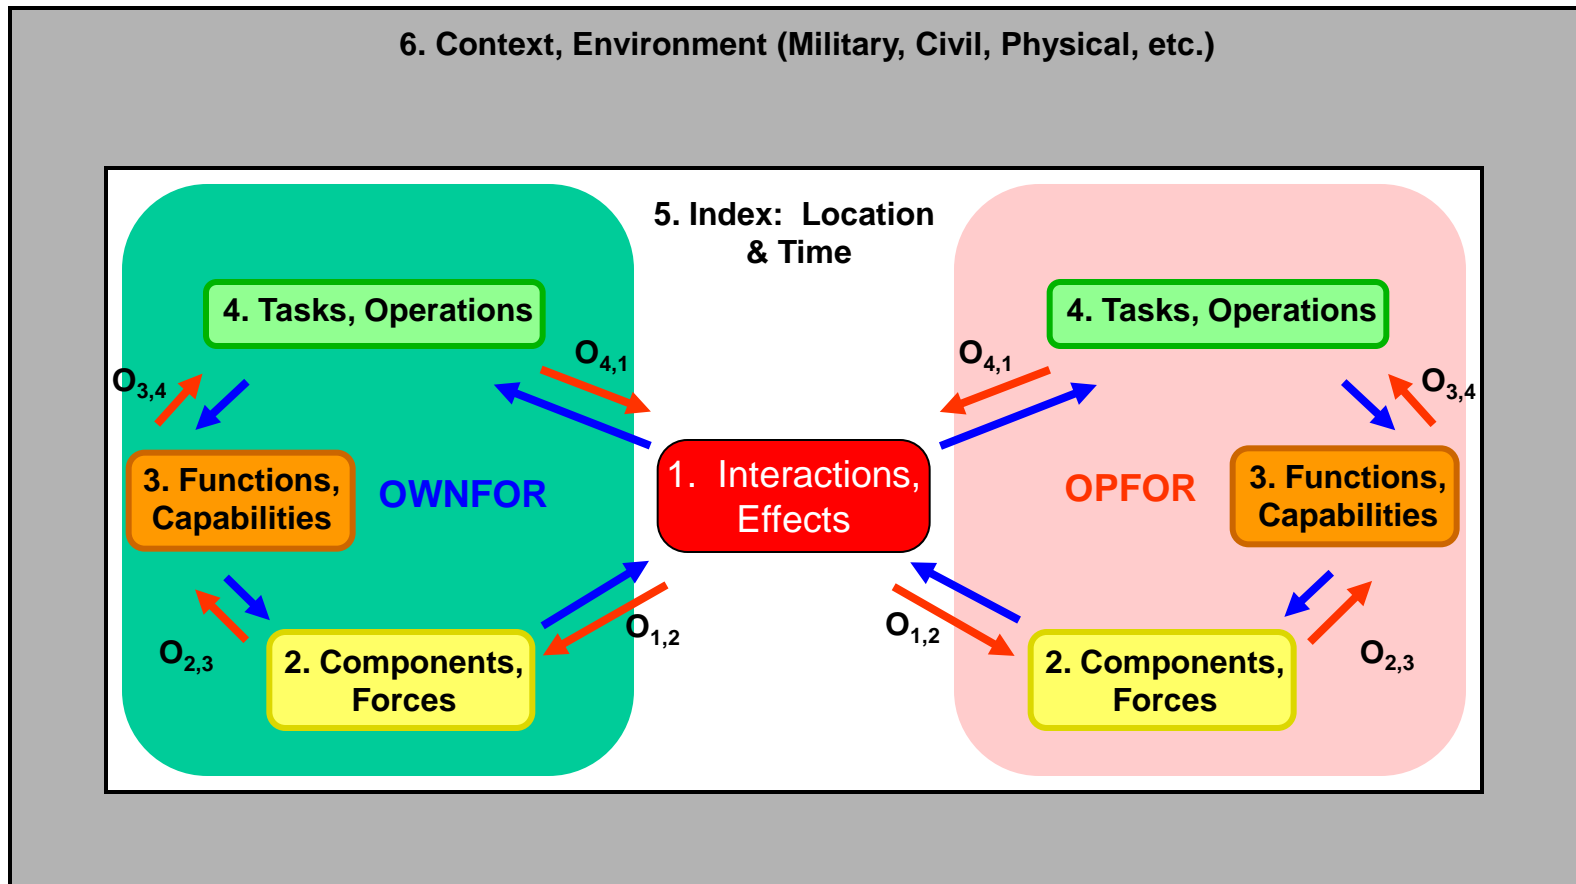 6. Context, Environment (Military, Civil, Physical, etc.)
5. Index: Location
& Time
4. Tasks, Operations
O4,1
O3,4
3. Functions,
Capabilities
OWNFOR
O2,3
2. Components,
Forces
O1,2
1. Interactions,
Effects
4. Tasks, Operations
O4,1
O3,4
OPFOR
3. Functions,
Capabilities
O1,2
2. Components,
Forces
O2,3